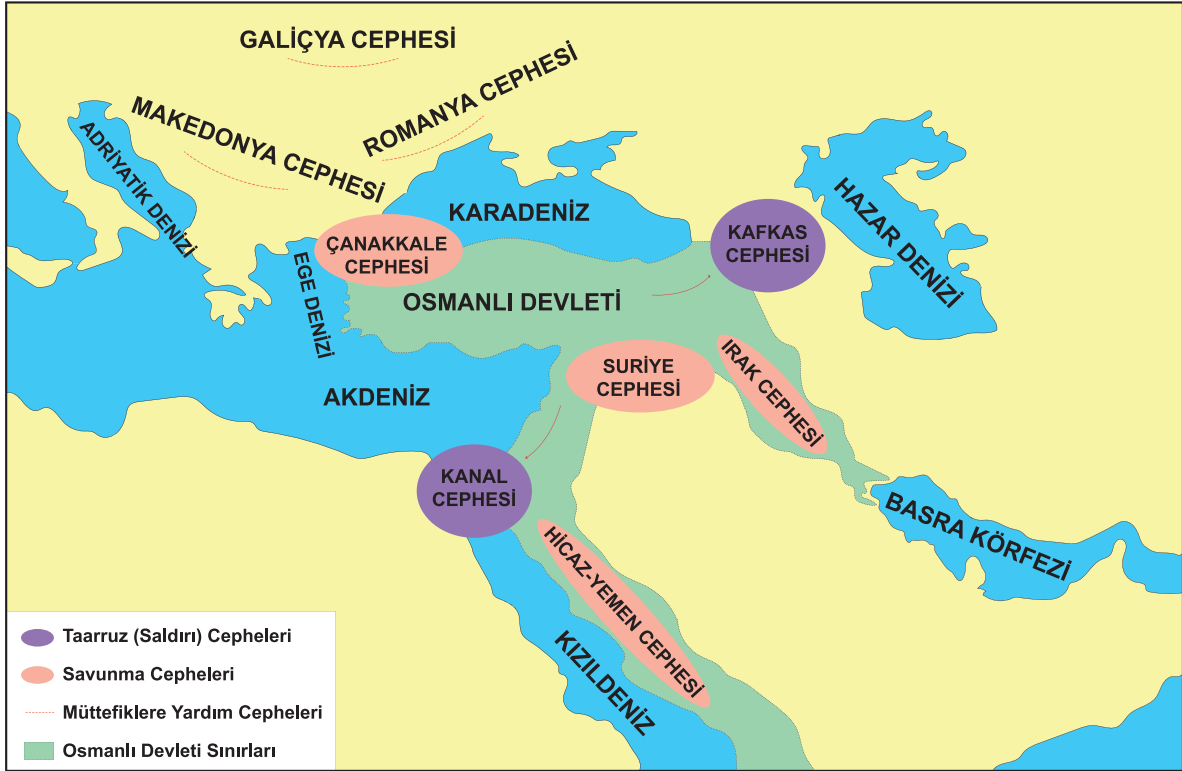 GALİÇYA CEPHESİ
ROMANYA CEPHESİ
MAKEDONYA CEPHESİ
ADRİYATİK DENİZİ
KARADENİZ
HAZAR DENİZİ
ÇANAKKALE
CEPHESİ
KAFKAS
CEPHESİ
EGE DENİZİ
OSMANLI DEVLETİ
SURİYE
CEPHESİ
IRAK CEPHESİ
AKDENİZ
KANAL
CEPHESİ
BASRA KÖRFEZİ
HİCAZ-YEMEN CEPHESİ
KIZILDENİZ
Taarruz (Saldırı) Cepheleri
Savunma Cepheleri
Müttefiklere Yardım Cepheleri
Osmanlı Devleti Sınırları